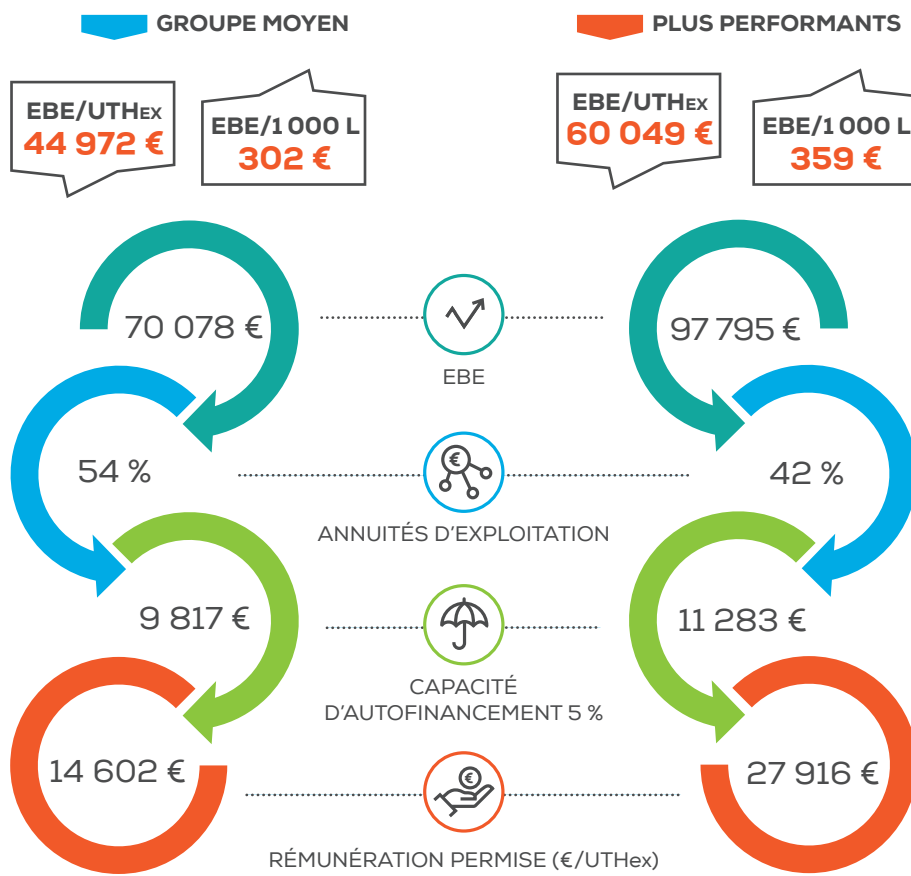 GROUPE MOYEN
PLUS PERFORMANTS
EBE/UTHEX
44 972 €
EBE/1 000 L
302 €
EBE/UTHEX
60 049 €
EBE/1 000 L
359 €
70 078 €
€
EBE
97 795 €
54 %
ANNUITÉS D'EXPLOITATION
42 %
9 817 €
CAPACITÉ
D'AUTOFINANCEMENT 5 %
11 283 €
14 602 €
€
RÉMUNÉRATION PERMISE (€/UTHex)
27 916 €